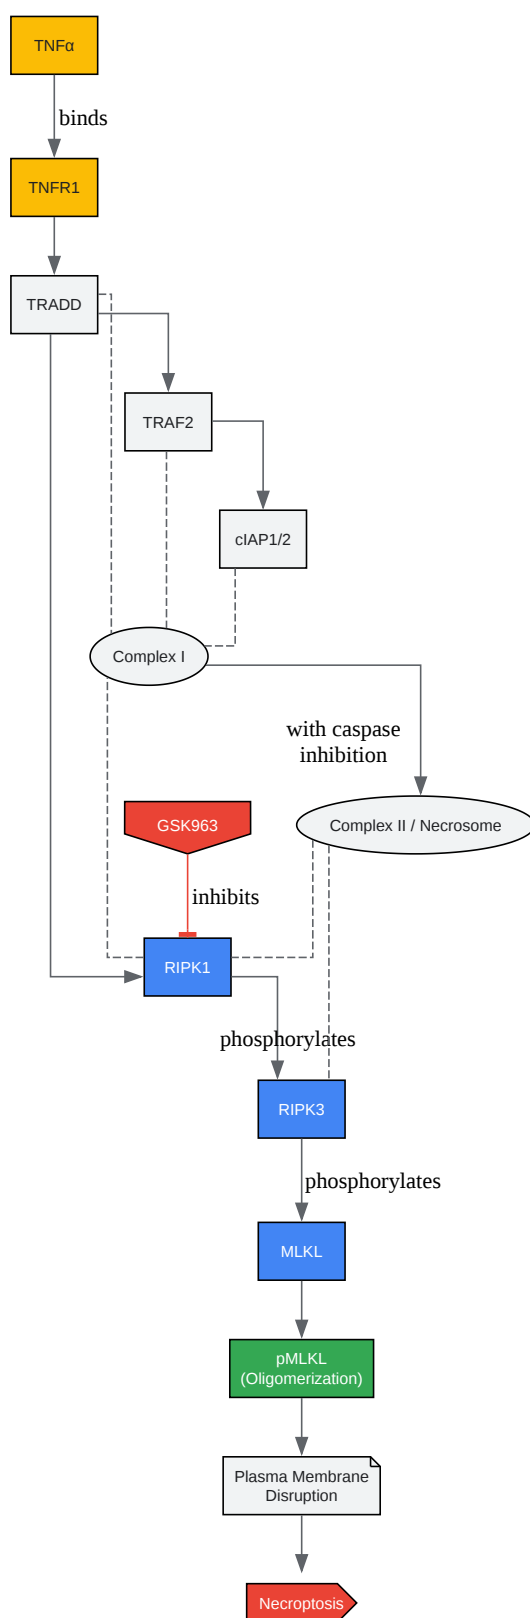 TNFα
binds
TNFR1
TRADD
TRAF2
cIAP1/2
Complex I
with caspase
inhibition
GSK963
Complex II / Necrosome
inhibits
RIPK1
phosphorylates
RIPK3
phosphorylates
MLKL
pMLKL
(Oligomerization)
Plasma Membrane
Disruption
Necroptosis